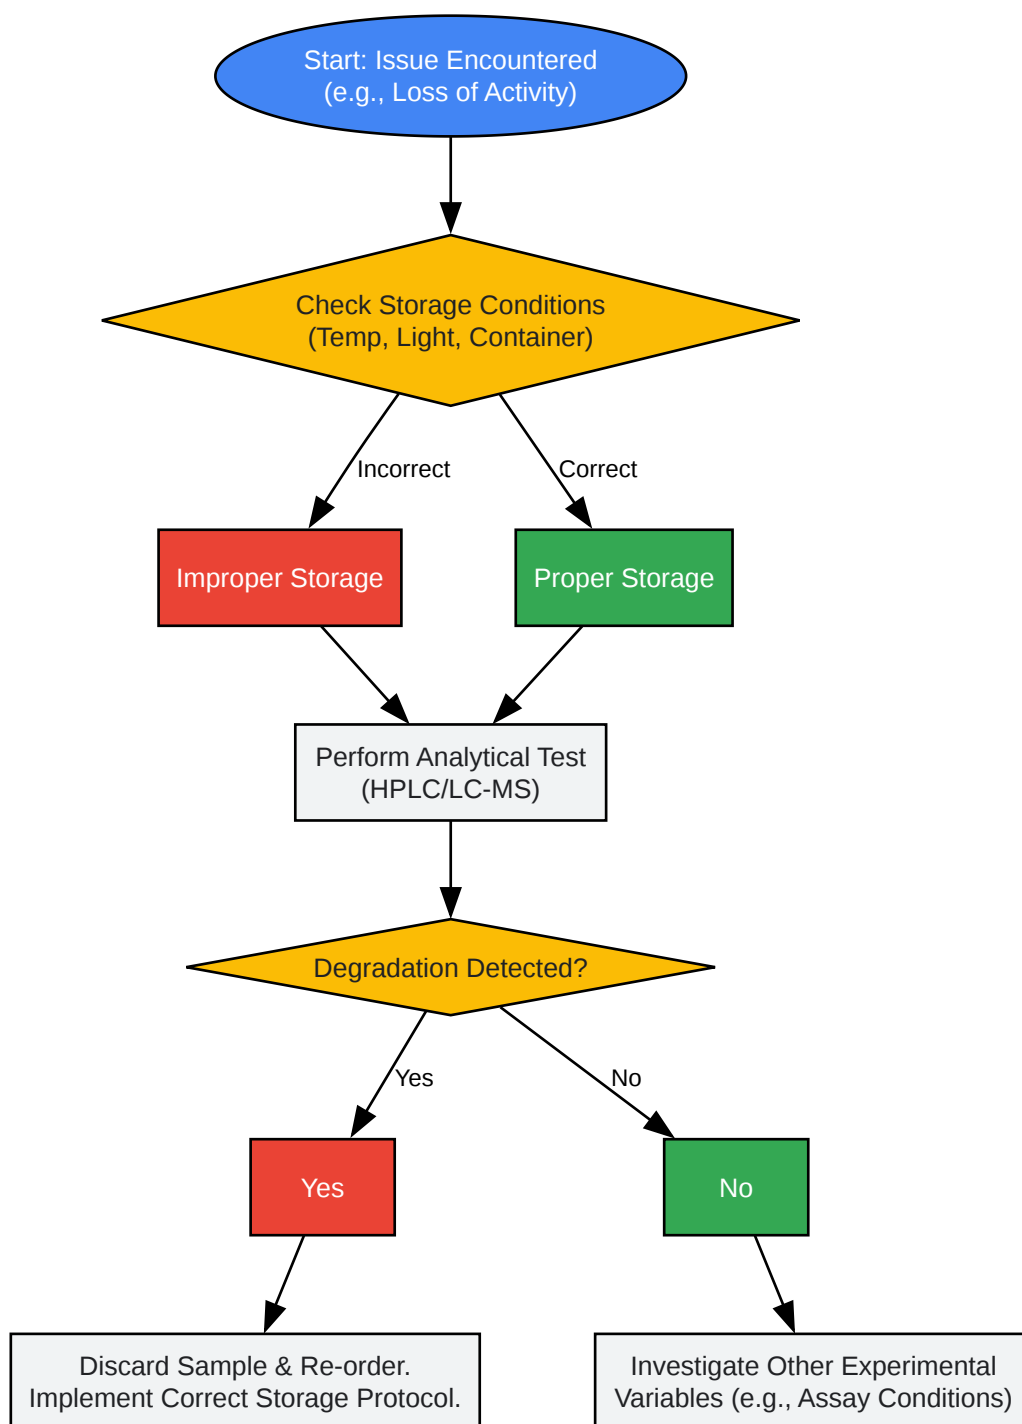 Start: Issue Encountered
(e.g., Loss of Activity)
Check Storage Conditions
(Temp, Light, Container)
Incorrect
Correct
Improper Storage
Proper Storage
Perform Analytical Test
(HPLC/LC-MS)
Degradation Detected?
Yes
No
Yes
No
Discard Sample & Re-order.
Implement Correct Storage Protocol.
Investigate Other Experimental
Variables (e.g., Assay Conditions)